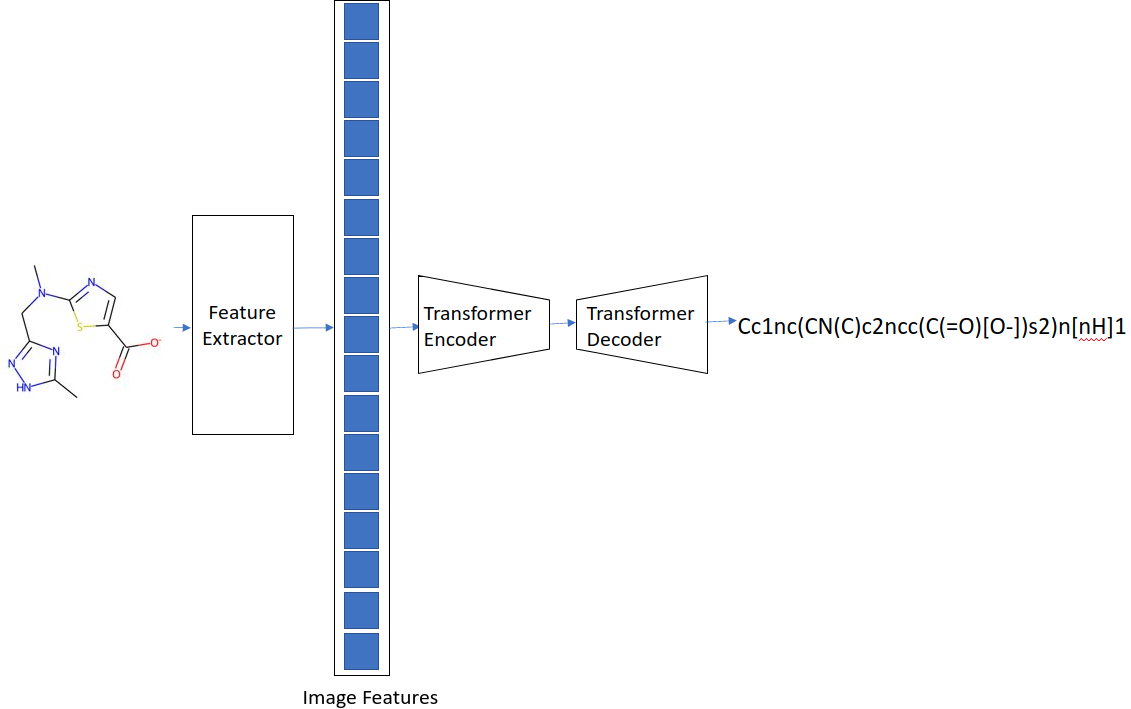 N
N
S
O-
O
N
N
HN
Feature
Extractor
Transformer
Encoder
Transformer
Decoder
Cc1nc(CN(C)c2ncc(C(=O)[O-])s2)n[nH]1
Image Features